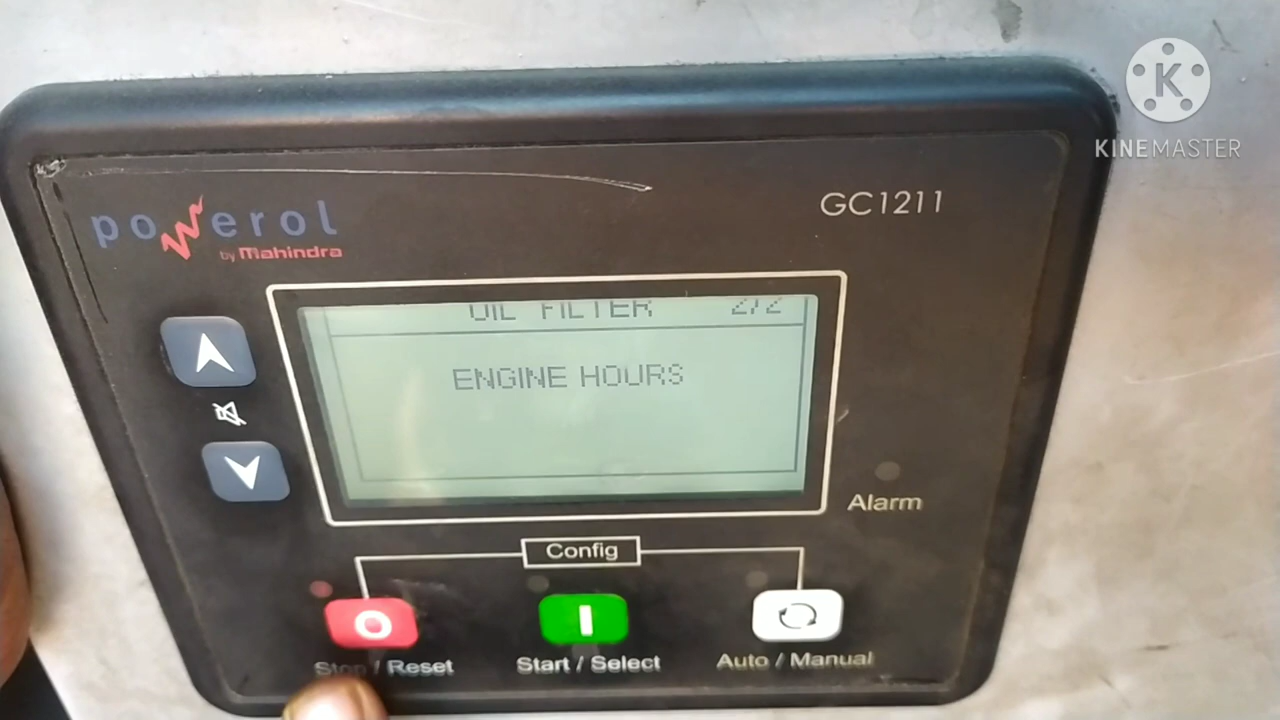 K
KINEMASTER
powerol
by Mahindra
GC1211
OIL FILTER 2/2
ENGINE HOURS
Alarm
Config
Stop / Reset
Start / Select
Auto / Manual